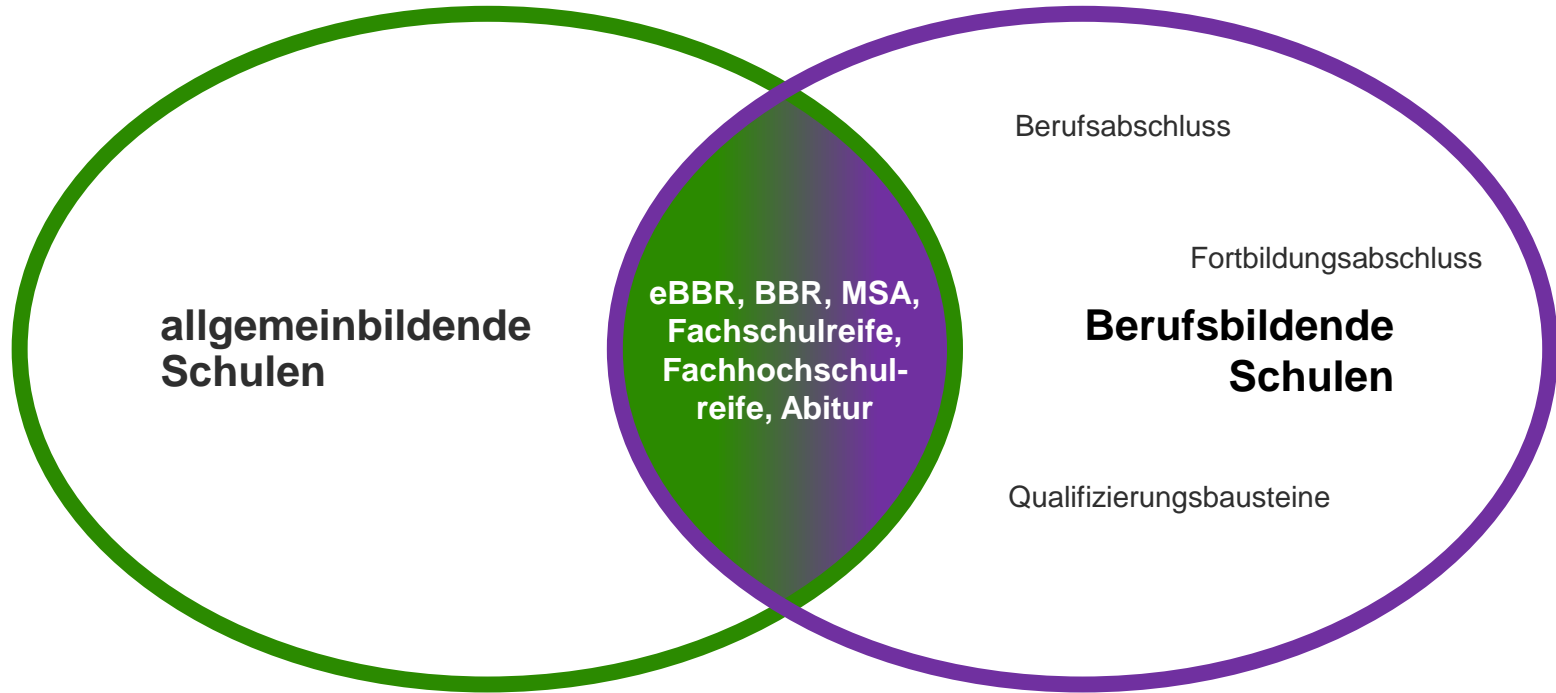 allgemeinbildende
Schulen
eBBR, BBR, MSA,
Fachschulreife,
Fachhochschul-
reife, Abitur
Berufsabschluss
Fortbildungsabschluss
Berufsbildende
Schulen
Qualifizierungsbausteine